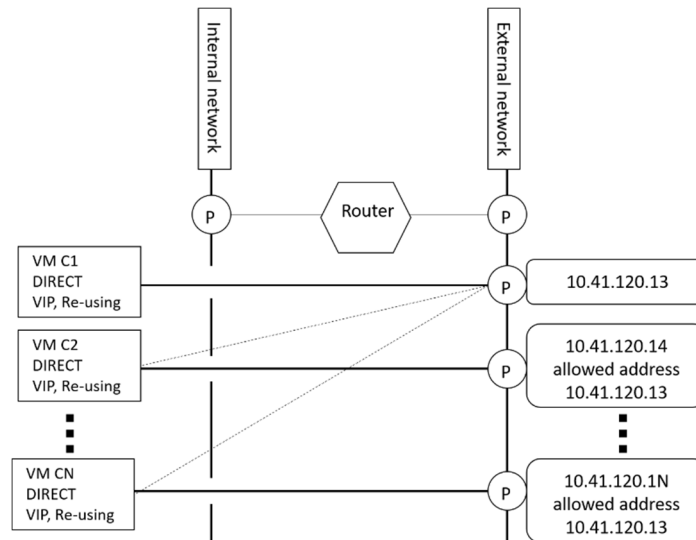 Internal network
External network
P
Router
P
VM C1
DIRECT
VIP, Re-using
P
10.41.120.13
VM C2
DIRECT
VIP, Re-using
P
10.41.120.14
allowed address
10.41.120.13
VM CN
DIRECT
VIP, Re-using
P
10.41.120.1N
allowed address
10.41.120.13